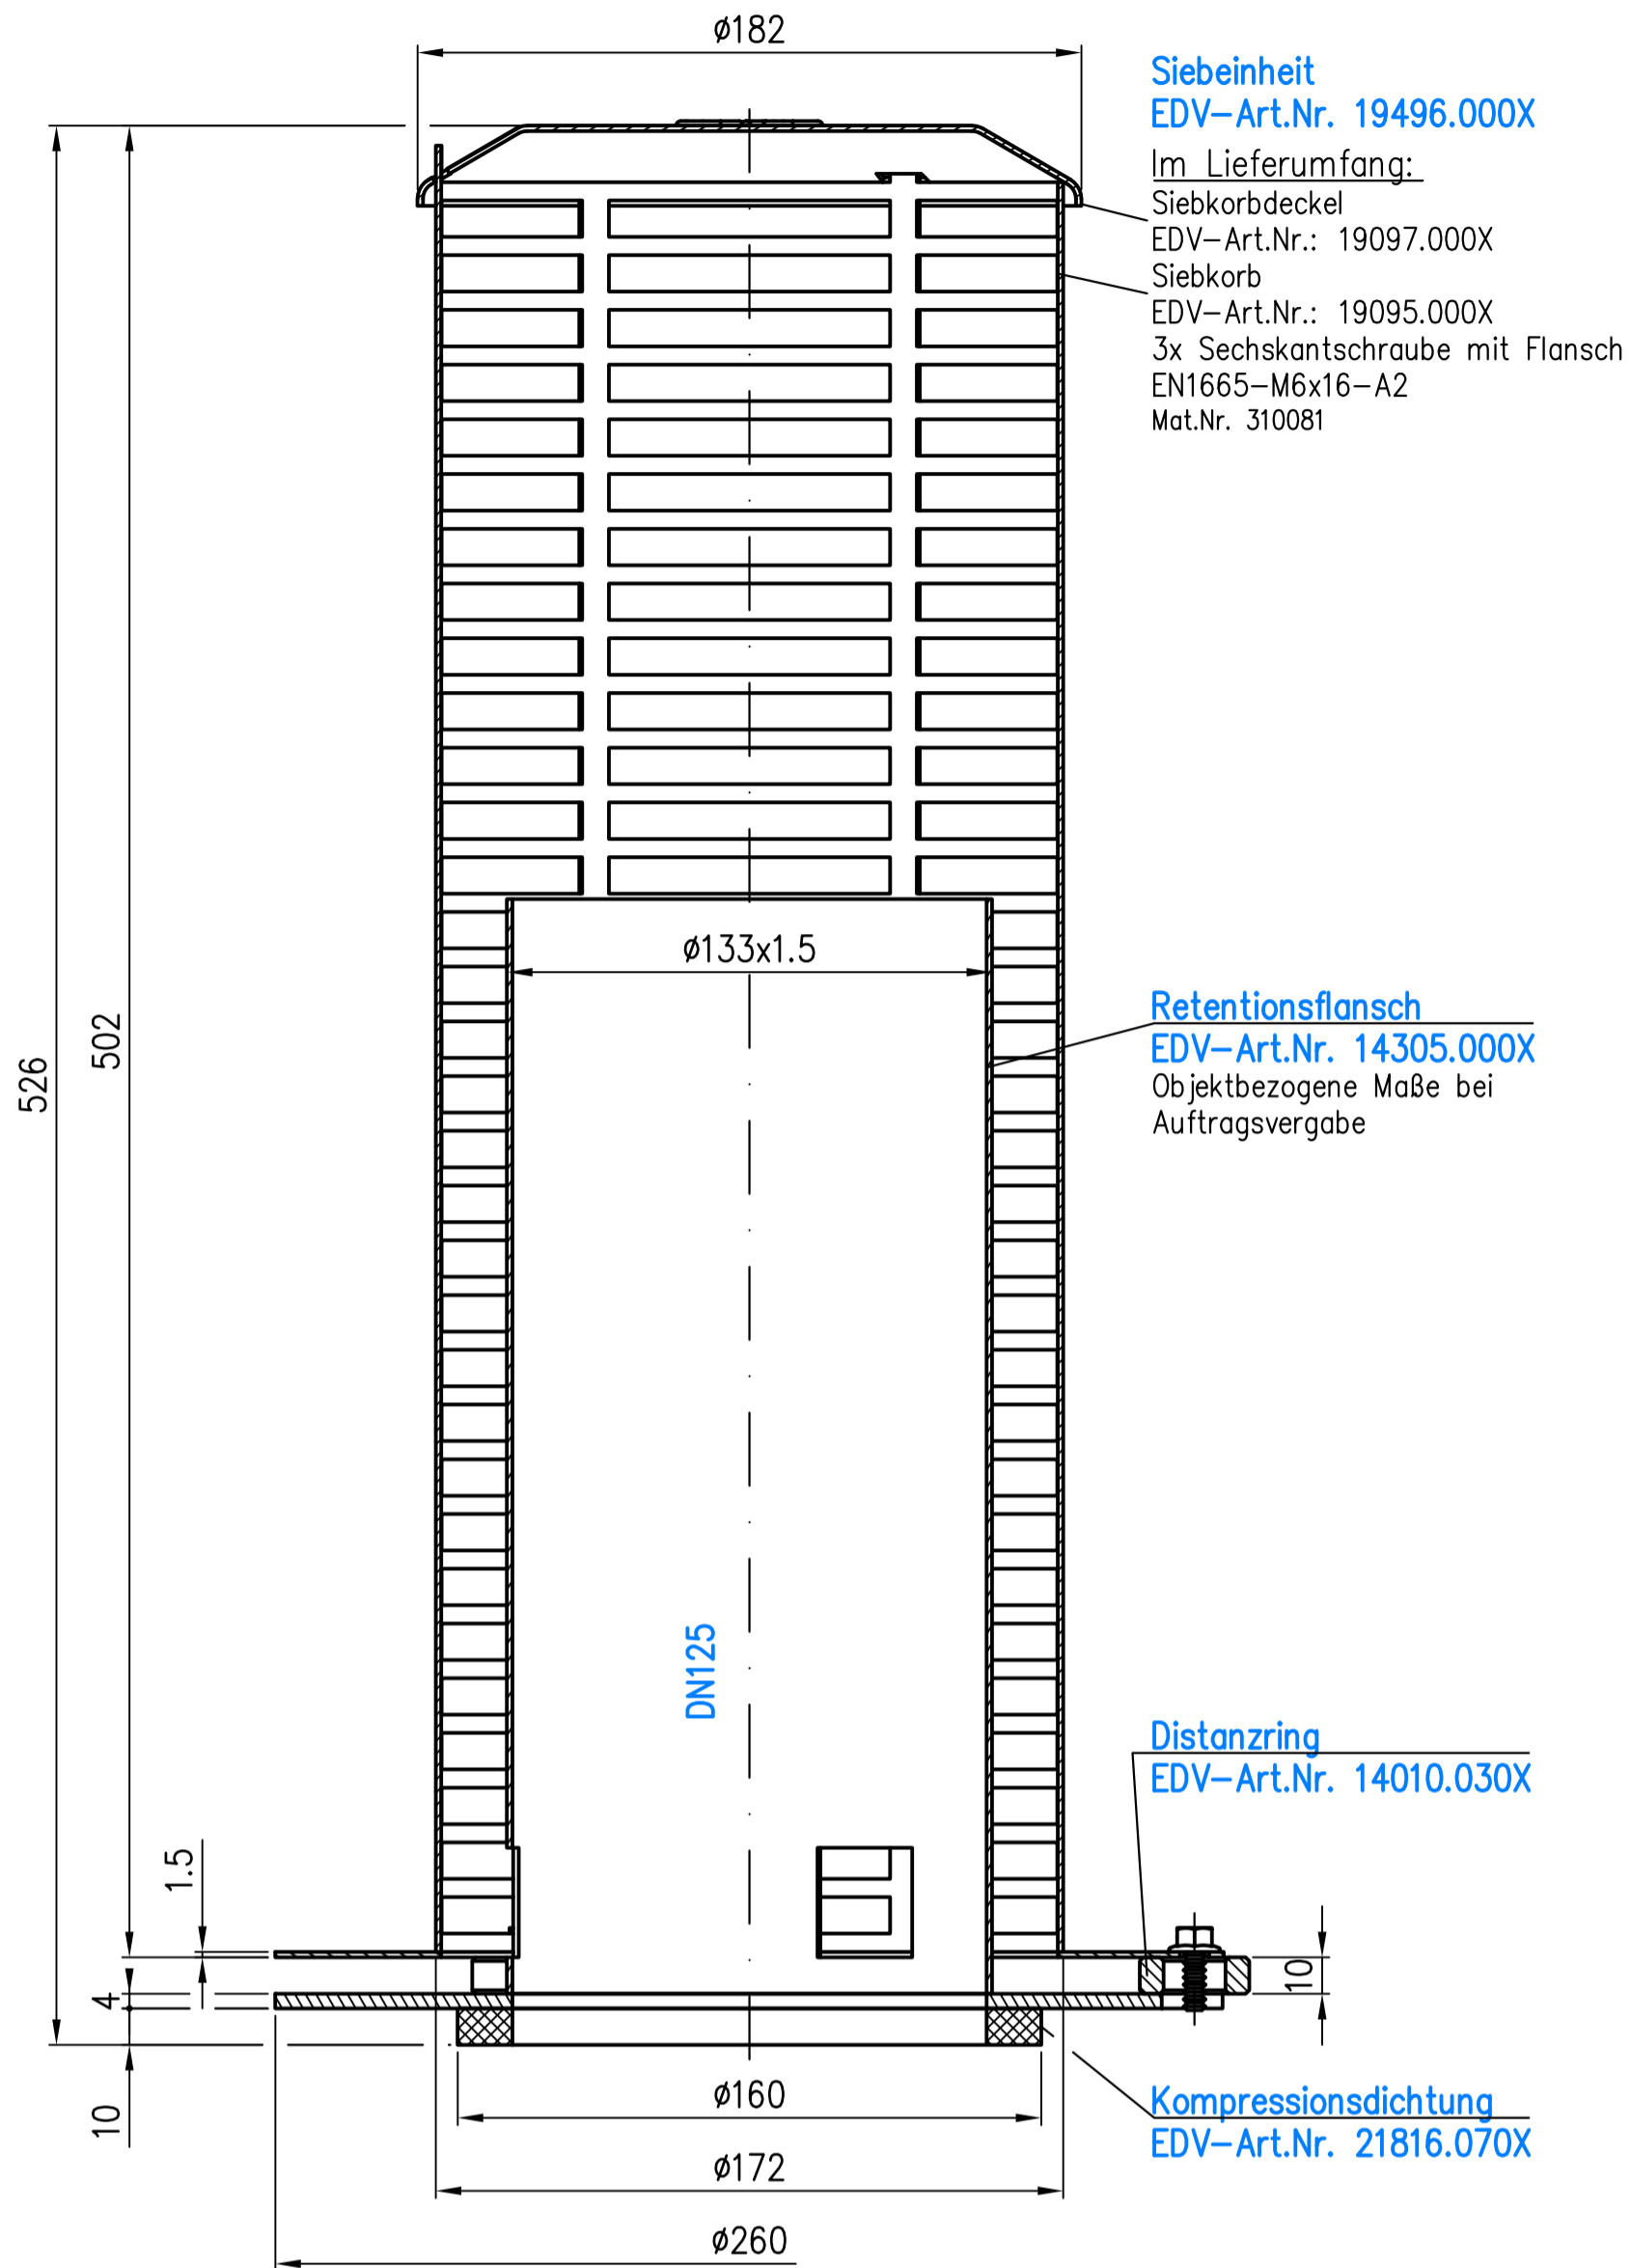 ø182
Siebeinheit
EDV-Art.Nr. 19496.000X
Im Lieferumfang:
Siebkorbdeckel
EDV-Art.Nr.: 19097.000X
Siebkorb
EDV-Art.Nr.: 19095.000X
3x Sechskantschraube mit Flansch
EN1665-M6x16-A2
Mat.Nr. 310081
ø133x1.5
526
502
Retentionsflansch
EDV-Art.Nr. 14305.000X
Objektbezogene Maße bei
Auftragsvergabe
DN125
Distanzring
EDV-Art.Nr. 14010.030X
1.5
4
10
10
ø160
Kompressionsdichtung
EDV-Art.Nr. 21816.070X
ø172
ø260